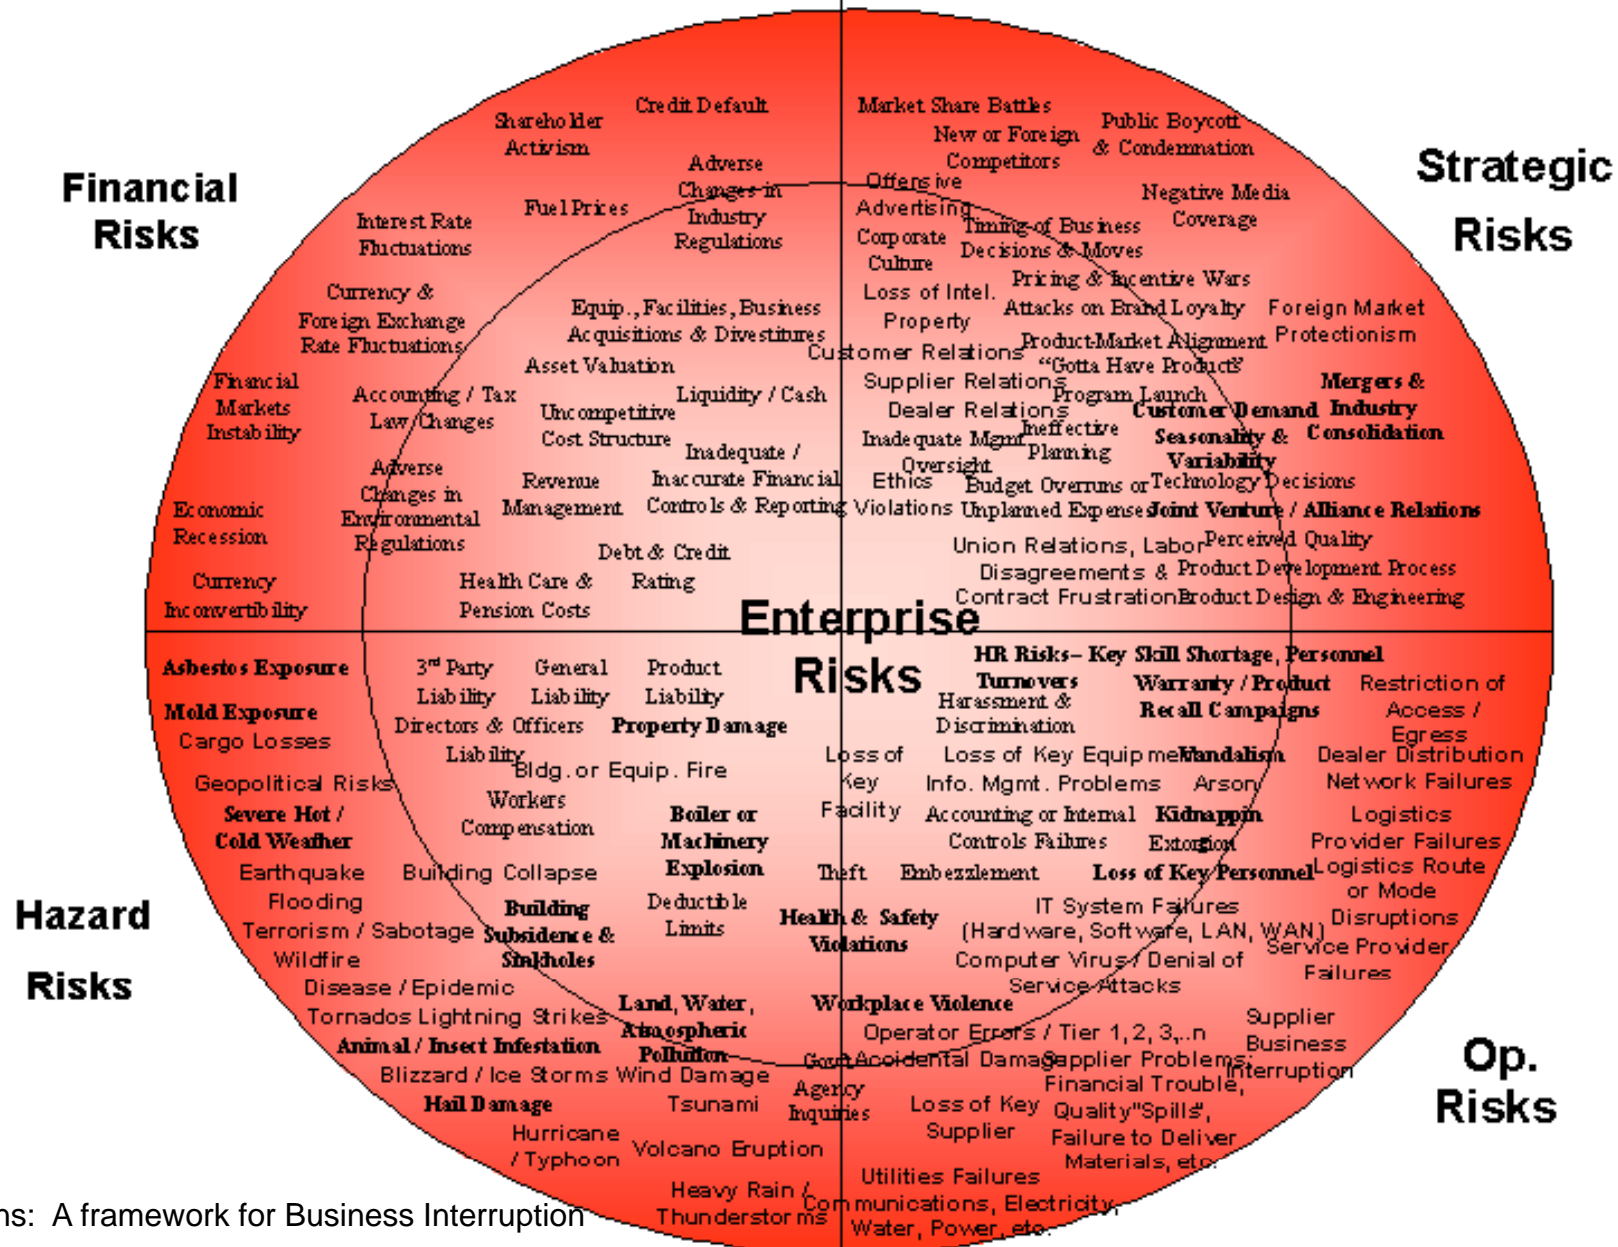 Financial
Risks
Credit Default
Shareholder
Activism
Adverse
Changes in
Industry
Regulations
Fuel Prices
Interest Rate
Fluctuations
Currency &
Foreign Exchange
Rate Fluctuations
Equip., Facilities, Business
Acquisitions & Divestitures
Asset Valuation
Financial
Markets
Instability
Accounting / Tax
Law Changes
Uncompetitive
Cost Structure
Liquidity / Cash
Inadequate /
Inaccurate Financial
Controls & Reporting
Adverse
Changes in
Environmental
Regulations
Revenue
Management
Economic
Recession
Debt & Credit
Rating
Currency
Inconvertibility
Health Care &
Pension Costs
Strategic
Risks
Market Share Battles
New or Foreign
Competitors
Public Boycott
& Condemnation
Offensive
Advertising
Negative Media
Coverage
Corporate
Culture
Timing of Business
Decisions & Moves
Pricing & Incentive Wars
Loss of Intel.
Property
Attacks on Brand Loyalty
Foreign Market
Protectionism
Product-Market Alignment
Customer Relations
“Gotta Have Products”
Supplier Relations
Program Launch
Mergers &
Industry
Consolidation
Dealer Relations
Customer Demand
Seasonality &
Variability
Inadequate Mgmt
Oversight
Ineffective
Planning
Ethics
Violations
Budget Overruns or
Unplanned Expenses
Technology Decisions
Joint Venture / Alliance Relations
Union Relations, Labor
Disagreements &
Contract Frustration
Perceived Quality
Product Development Process
Product Design & Engineering
Enterprise
Risks
Asbestos Exposure
3rd Party
Liability
General
Liability
Product
Liability
Mold Exposure
Cargo Losses
Directors & Officers
Liability
Property Damage
Geopolitical Risks
Bldg. or Equip. Fire
Severe Hot /
Cold Weather
Workers
Compensation
Boiler or
Machinery
Explosion
Earthquake
Building Collapse
Flooding
Building
Subsidence &
Sinkholes
Deductible
Limits
Terrorism / Sabotage
Wildfire
Disease / Epidemic
Land, Water,
Atmospheric
Pollution
Tornados Lightning Strikes
Animal / Insect Infestation
Blizzard / Ice Storms Wind Damage
Hail Damage
Tsunami
Hurricane
/ Typhoon
Volcano Eruption
Heavy Rain /
Thunderstorms
Hazard
Risks
HR Risks– Key Skill Shortage, Personnel
Turnovers
Warranty / Product
Recall Campaigns
Restriction of
Access /
Egress
Harassment &
Discrimination
Loss of
Key
Facility
Loss of Key Equipment
Vandalism
Dealer Distribution
Network Failures
Info. Mgmt. Problems
Arson
Accounting or Internal
Controls Failures
Kidnappin
Extortion
Logistics
Provider Failures
Theft
Embezzlement
Loss of Key Personnel
Logistics Route
or Mode
Disruptions
Health & Safety
Violations
IT System Failures
(Hardware, Software, LAN, WAN)
Computer Virus / Denial of
Service Attacks
Service Provider
Failures
Workplace Violence
Operator Errors /
Accidental Damage
Tier 1, 2, 3,..n
Supplier Problems:
Financial Trouble,
Quality"Spills",
Failure to Deliver
Materials, etc.
Supplier
Business
Interruption
Gov't
Agency
Inquiries
Loss of Key
Supplier
Utilities Failures
Communications, Electricity,
Water, Power, etc.
Op.
Risks
ns: A framework for Business Interruption